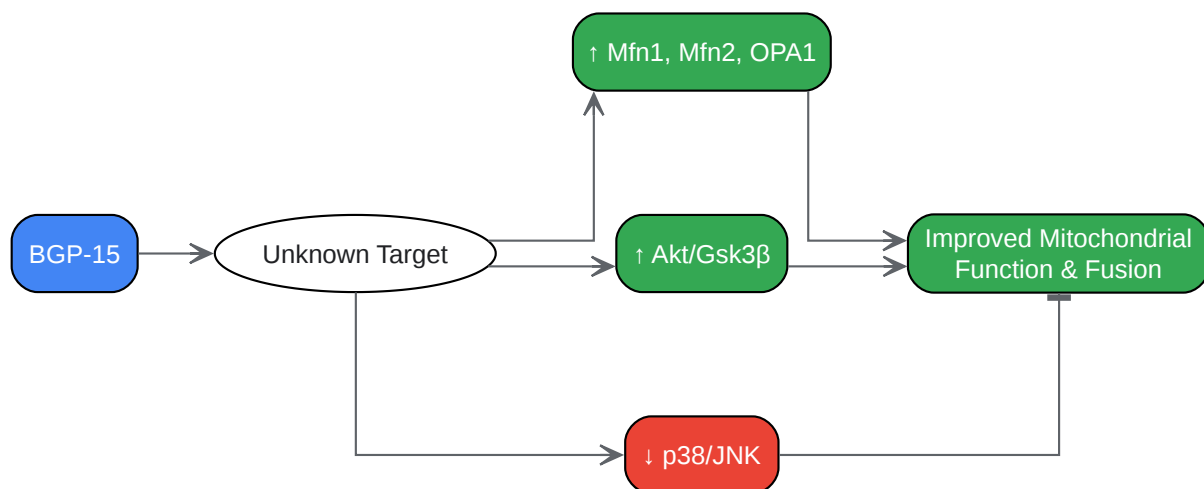 ↑ Mfn1, Mfn2, OPA1
BGP-15
Unknown Target
↑ Akt/Gsk3β
Improved Mitochondrial
Function & Fusion
↓ p38/JNK